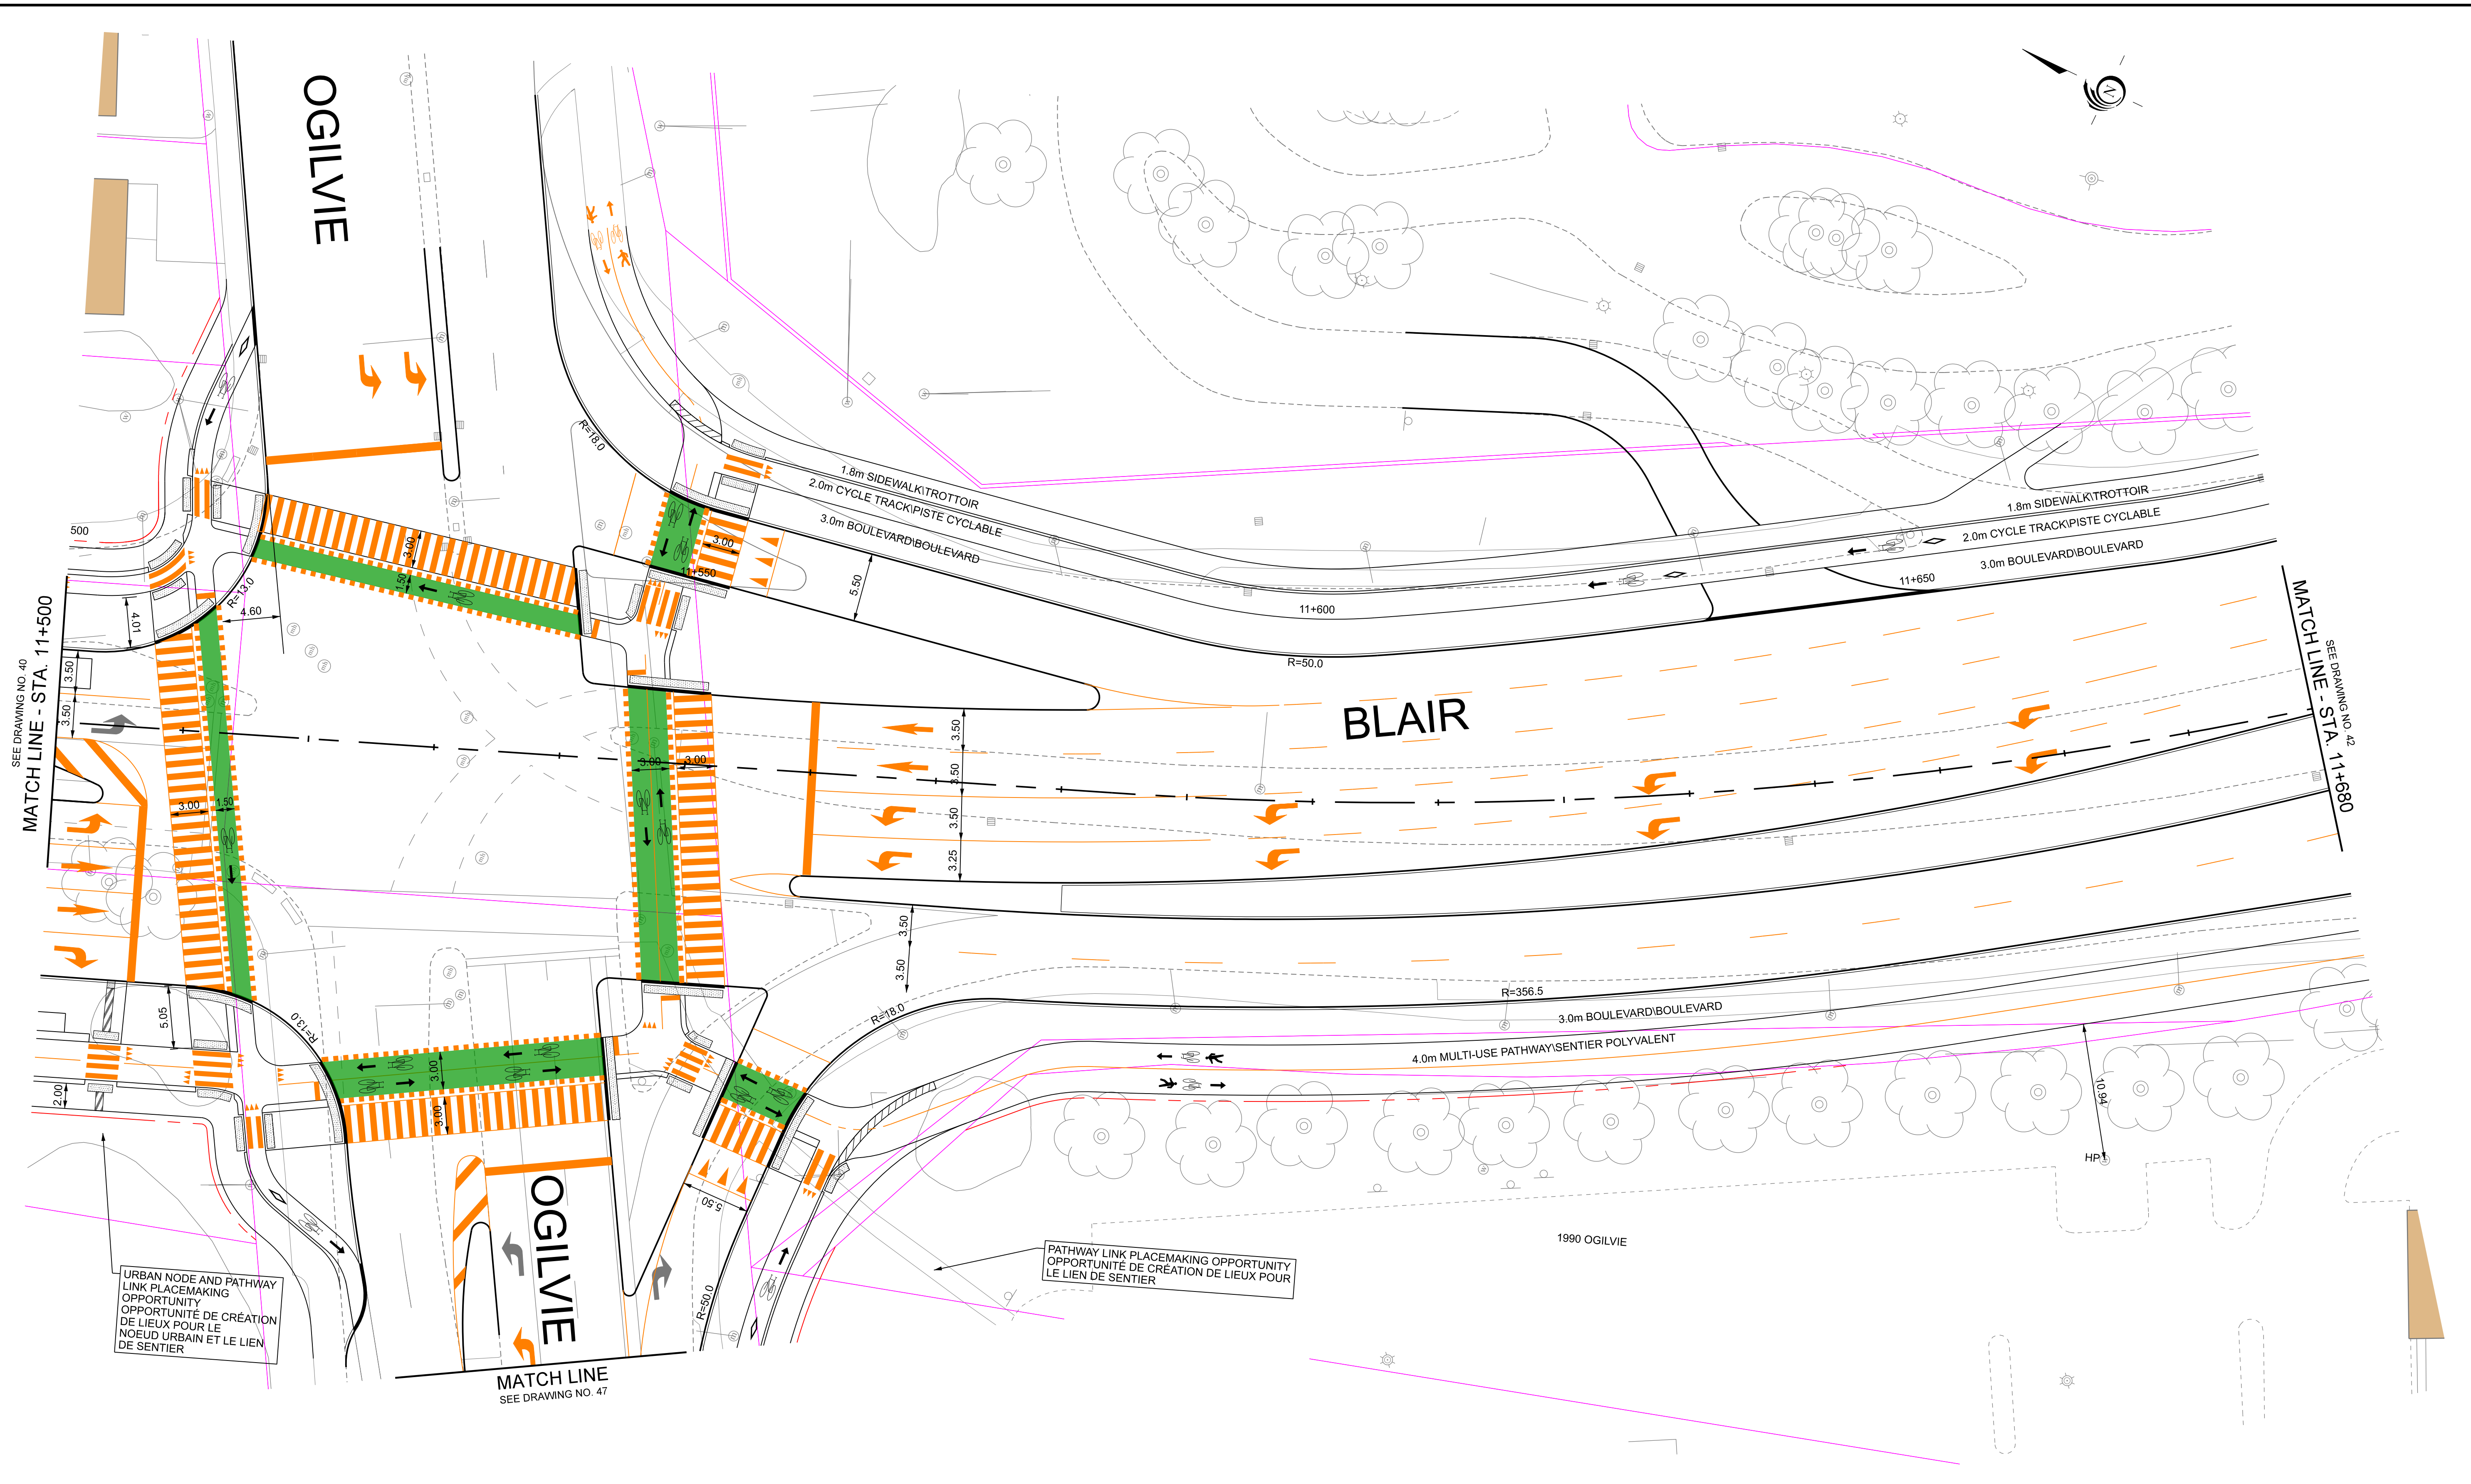 OGILVIE
N
R=18.0
1.8m SIDEWALK\TROTTOIR
2.0m CYCLE TRACK\PISTE CYCLABLE
3.0m BOULEVARD\BOULEVARD
1.8m SIDEWALK\TROTTOIR
2.0m CYCLE TRACK\PISTE CYCLABLE
3.0m BOULEVARD\BOULEVARD
500
3.00
1.50
3.00
11+550
5.50
11+600
11+650
R=13.0
4.60
4.01
R=50.0
SEE DRAWING NO. 40
MATCH LINE - STA. 11+500
3.50
3.50
BLAIR
MATCH LINE - STA. 11+680
SEE DRAWING NO. 42
3.00
3.00
3.50
3.50
3.50
3.25
3.00
1.50
3.50
3.50
R=18.0
R=356.5
3.0m BOULEVARD\BOULEVARD
4.0m MULTI-USE PATHWAY\SENTIER POLYVALENT
5.05
R=13.0
2.00
3.00
3.00
10.94
HP
5.50
OGILVIE
R=50.0
1990 OGILVIE
PATHWAY LINK PLACEMAKING OPPORTUNITY
OPPORTUNITÉ DE CRÉATION DE LIEUX POUR
LE LIEN DE SENTIER
URBAN NODE AND PATHWAY
LINK PLACEMAKING
OPPORTUNITY
OPPORTUNITÉ DE CRÉATION
DE LIEUX POUR LE
NOEUD URBAIN ET LE LIEN
DE SENTIER
MATCH LINE
SEE DRAWING NO. 47